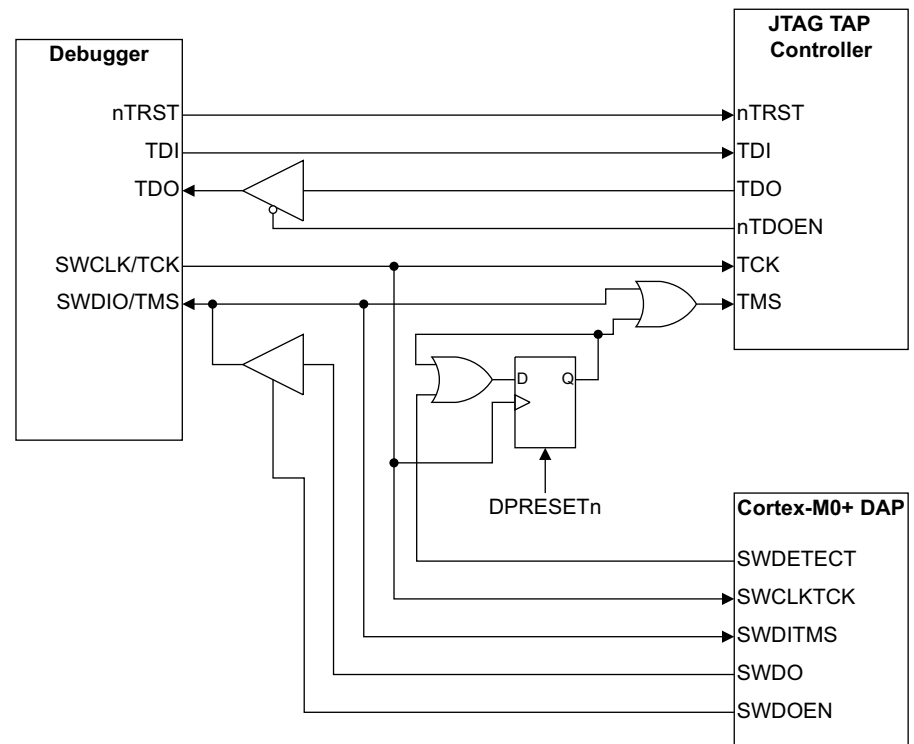 Debugger
nTRST
TDI
TDO
SWCLK/TCK
SWDIO/TMS
JTAG TAP
Controller
nTRST
TDI
TDO
nTDOEN
TCK
TMS
D
Q
DPRESETn
Cortex-M0+ DAP
SWDETECT
SWCLKTCK
SWDITMS
SWDO
SWDOEN